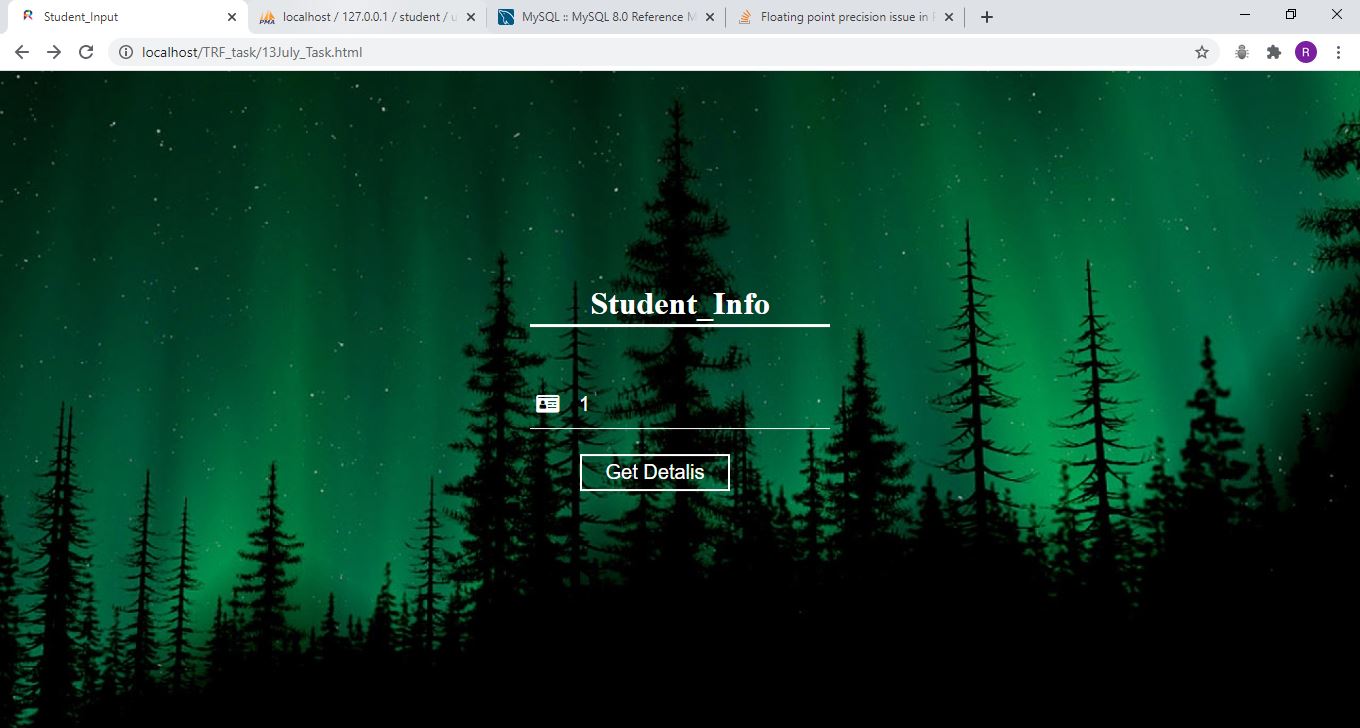 Student_Input
localhost / 127.0.0.1 / student /
MySQL :: MySQL 8.0 Reference
Floating point precision issue in
localhost/TRF_task/13July_Task.html
R
Student_Info
1
Get Detalis